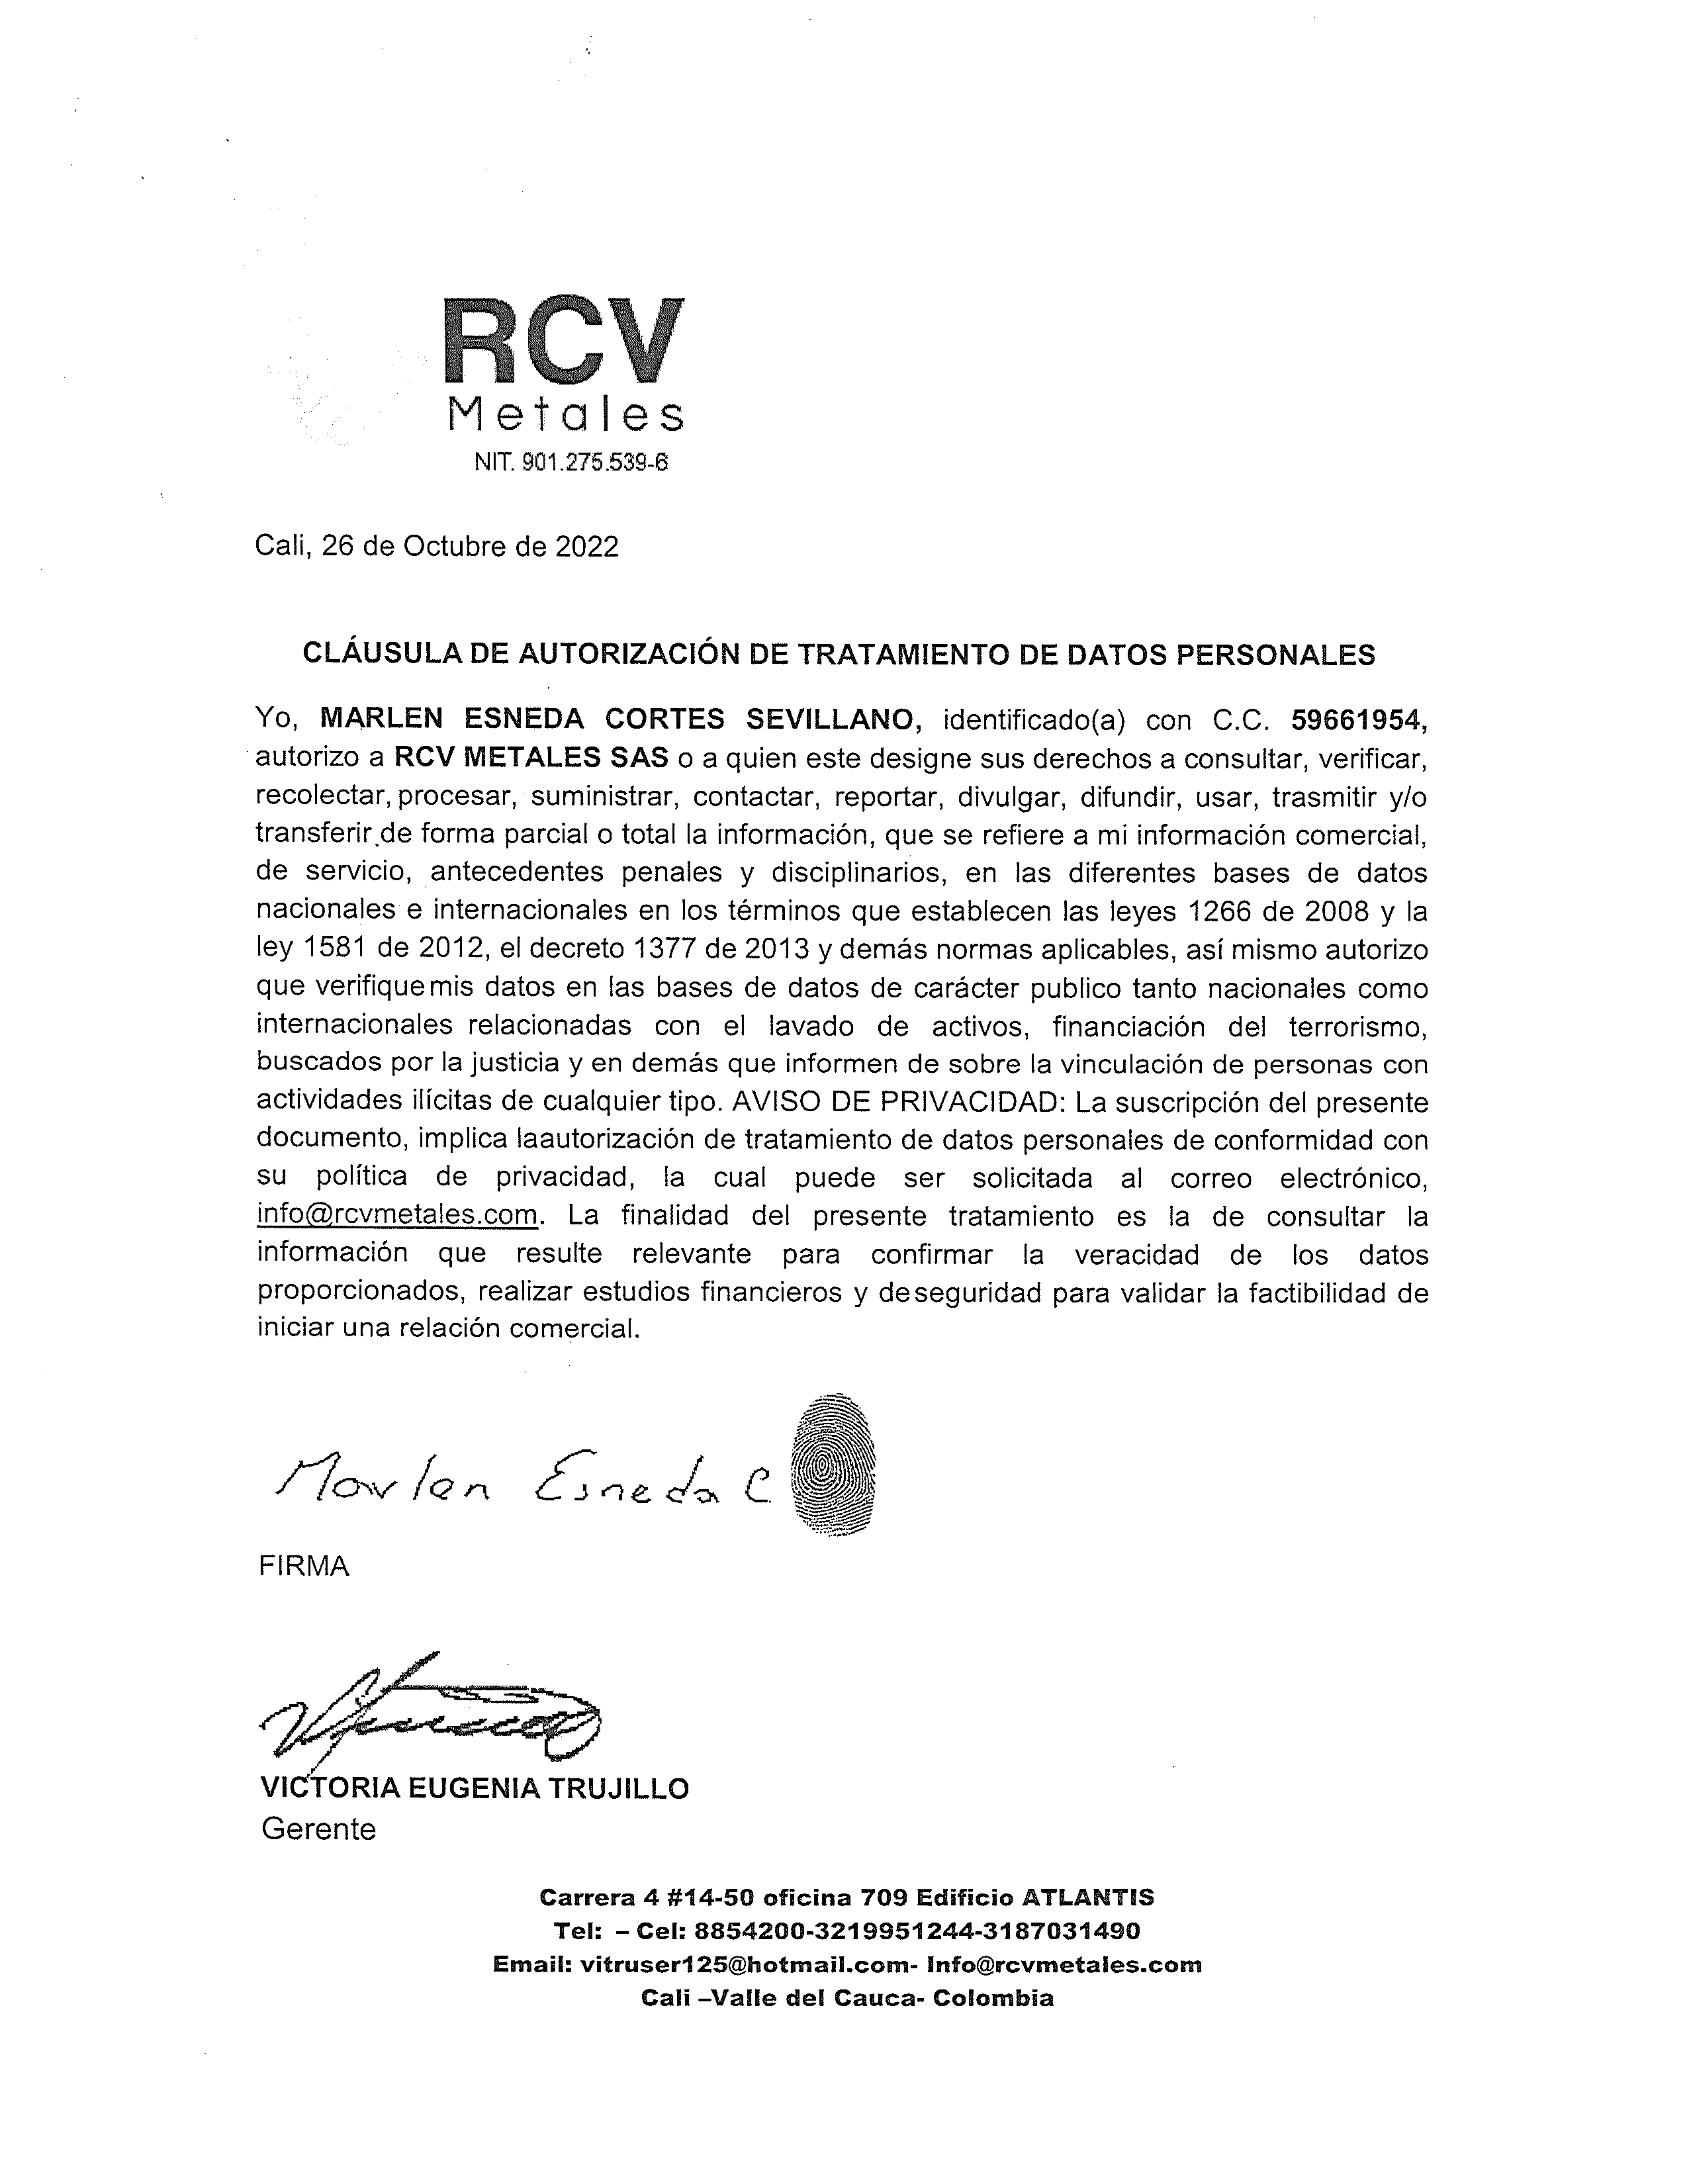 RCV
Metales
NIT. 901.275.539-6
Cali, 26 de Octubre de 2022
CLÁUSULA DE AUTORIZACIÓN DE TRATAMIENTO DE DATOS PERSONALES
Yo, MARLEN ESNEDA CORTES SEVILLANO, identificado(a) con C.C. 59661954,
autorizo a RCV METALES SAS o a quien este designe sus derechos a consultar, verificar,
recolectar, procesar, suministrar, contactar, reportar, divulgar, difundir, usar, trasmitir y/o
transferir de forma parcial o total la información, que se refiere a mi información comercial,
de servicio, antecedentes penales y disciplinarios, en las diferentes bases de datos
nacionales e internacionales en los términos que establecen las leyes 1266 de 2008 y la
ley 1581 de 2012, el decreto 1377 de 2013 y demás normas aplicables, así mismo autorizo
que verifique mis datos en las bases de datos de carácter publico tanto nacionales como
internacionales relacionadas con el lavado de activos, financiación del terrorismo,
buscados por la justicia y en demás que informen de sobre la vinculación de personas con
actividades ilícitas de cualquier tipo. AVISO DE PRIVACIDAD: La suscripción del presente
documento, implica laautorización de tratamiento de datos personales de conformidad con
su política de privacidad, la cual puede ser solicitada al correo electrónico,
info@rcvmetales.com. La finalidad del presente tratamiento es la de consultar la
información que resulte relevante para confirmar la veracidad de los datos
proporcionados, realizar estudios financieros y deseguridad para validar la factibilidad de
iniciar una relación comercial.
Marlen Esneda C
FIRMA
VICTORIA EUGENIA TRUJILLO
Gerente
Carrera 4 #14-50 oficina 709 Edificio ATLANTIS
Tel: – Cel: 8854200-3219951244-3187031490
Email: vitruser125@hotmail.com- Info@rcvmetales.com
Cali –Valle del Cauca- Colombia